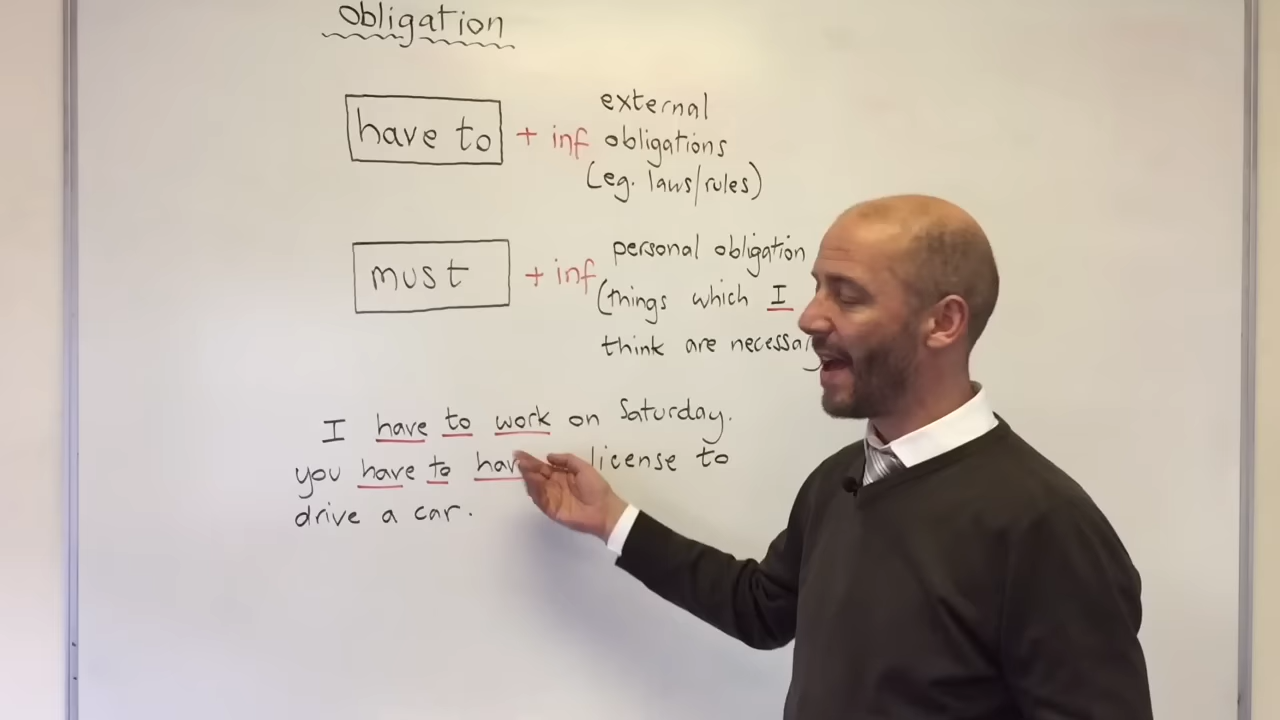 obligation
have to + inf external
obligations
(eg. laws/rules)
must + inf personal obligation
(things which I
think are necessa
I have to work on Saturday.
you have to hav license to
drive a car.